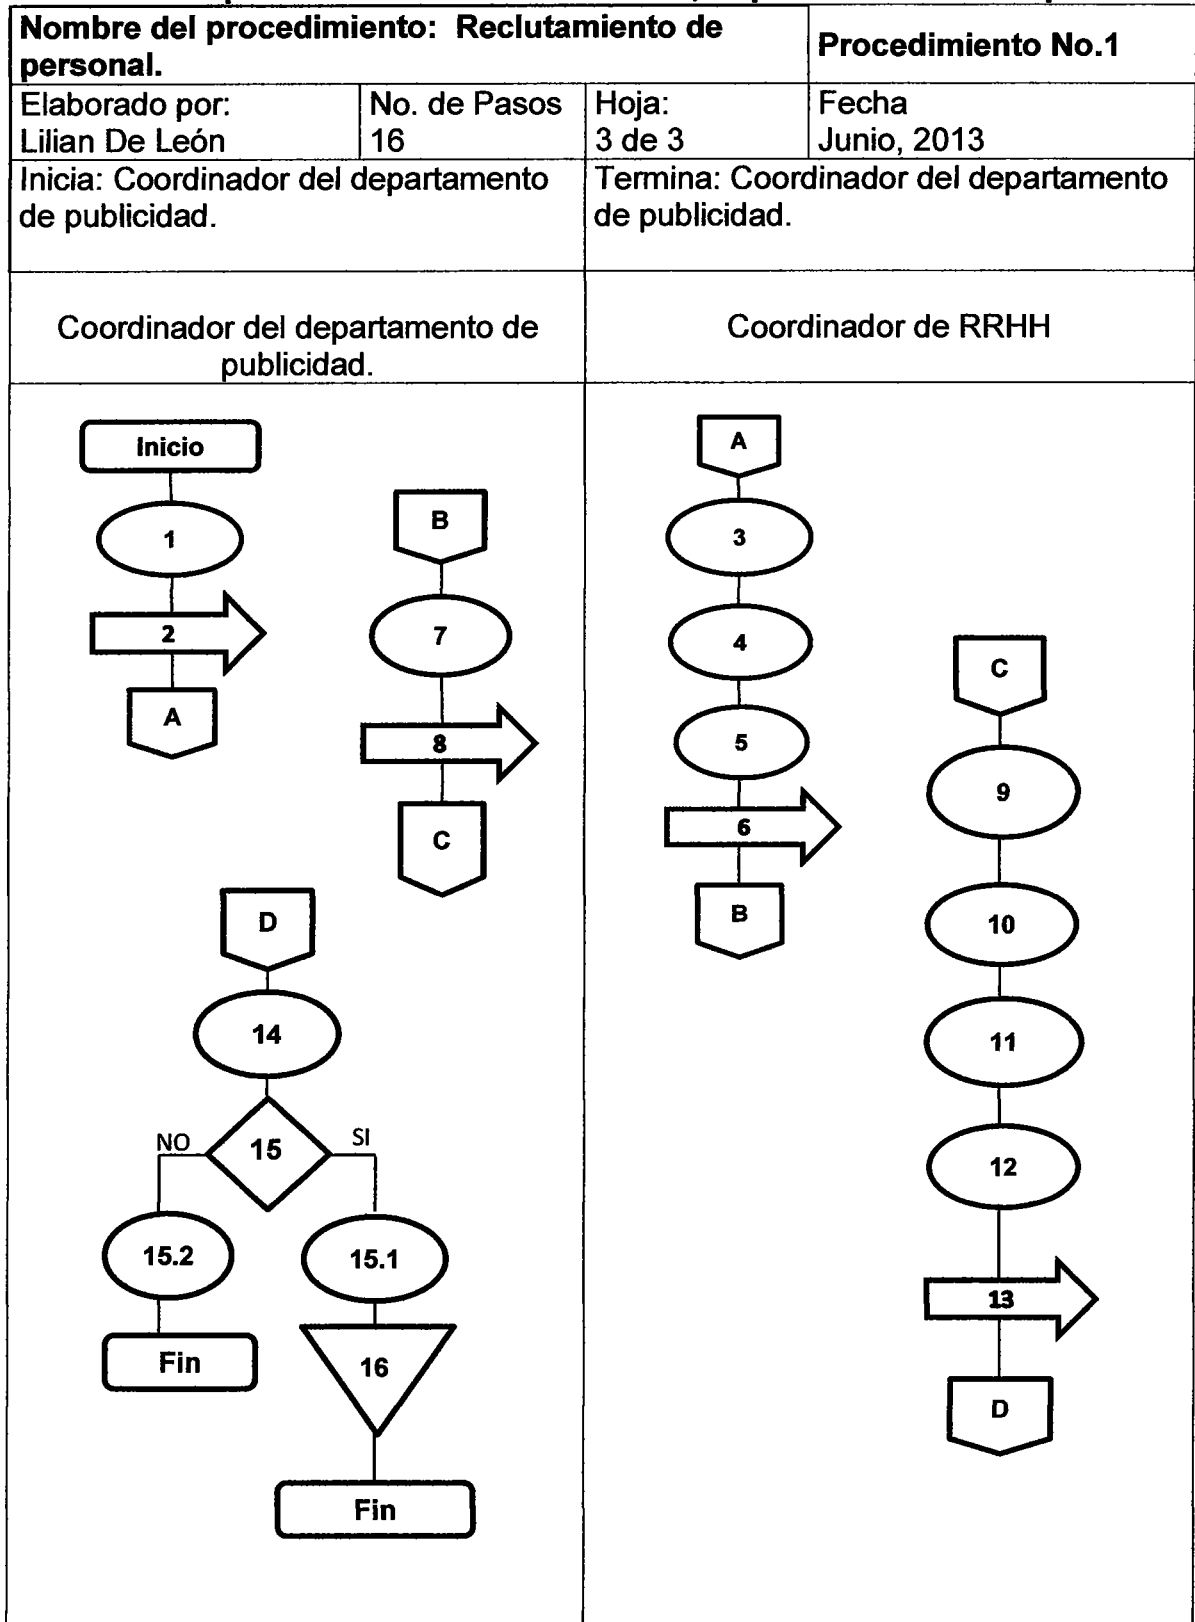 Nombre del procedimiento: Reclutamiento de
personal.
Procedimiento No.1
Elaborado por:
Lilian De León
No. de Pasos
16
Hoja:
3 de 3
Fecha
Junio, 2013
Inicia: Coordinador del departamento
de publicidad.
Termina: Coordinador del departamento
de publicidad.
Coordinador del departamento de
publicidad.
Coordinador de RRHH
Inicio
1
2
A
B
7
8
C
D
14
15
NO
SI
15.2
15.1
Fin
16
Fin
A
3
4
5
6
B
C
9
10
11
12
13
D